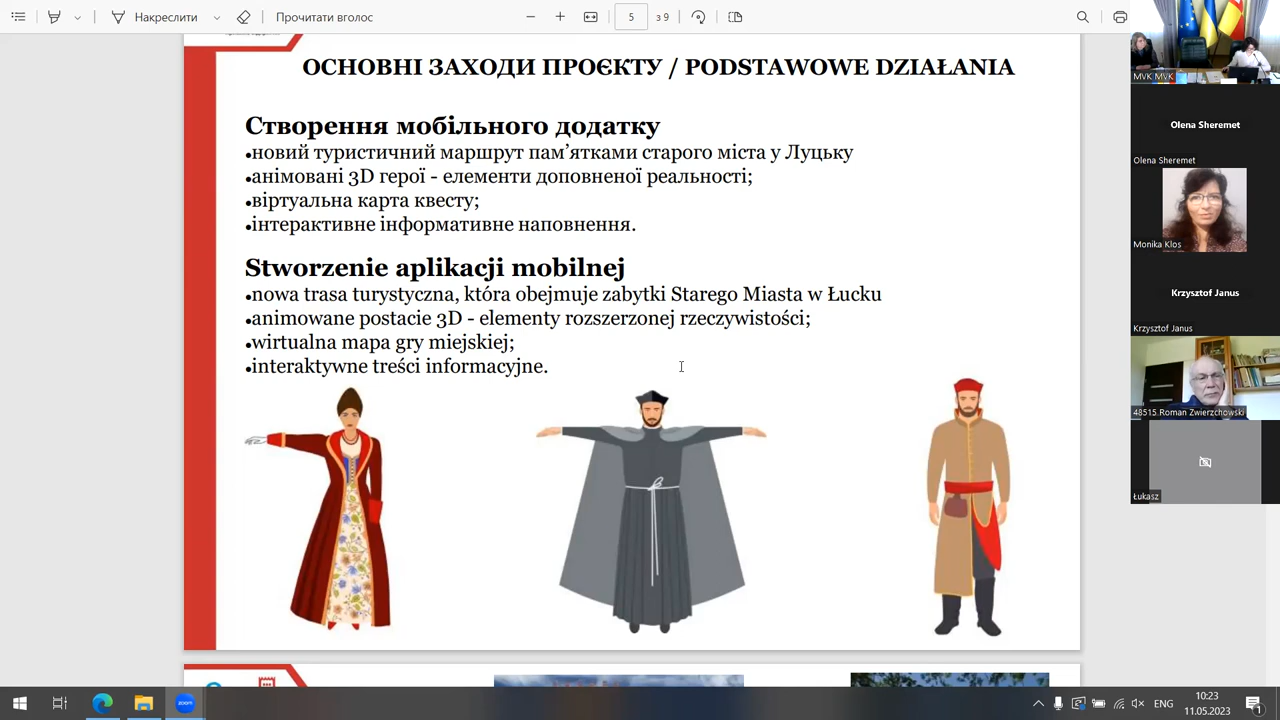 Накреслити
Прочитати вголос
5
з 9
ОСНОВНІ ЗАХОДИ ПРОЄКТУ / PODSTAWOWE DZIAŁANIA
Створення мобільного додатку
•новий туристичний маршрут пам’ятками старого міста у Луцьку
•анімовані 3D герої - елементи доповненої реальності;
•віртуальна карта квесту;
•інтерактивне інформативне наповнення.
Stworzenie aplikacji mobilnej
•nowa trasa turystyczna, która obejmuje zabytki Starego Miasta w Łucku
•animowane postacie 3D - elementy rozszerzonej rzeczywistości;
•wirtualna mapa gry miejskiej;
•interaktywne treści informacyjne.
MVK MVK
Olena Sheremet
Olena Sheremet
Monika Klos
Krzysztof Janus
Krzysztof Janus
48515.Roman Zwierzchowski
Łukasz
zoom
ENG
10:23
11.05.2023
1